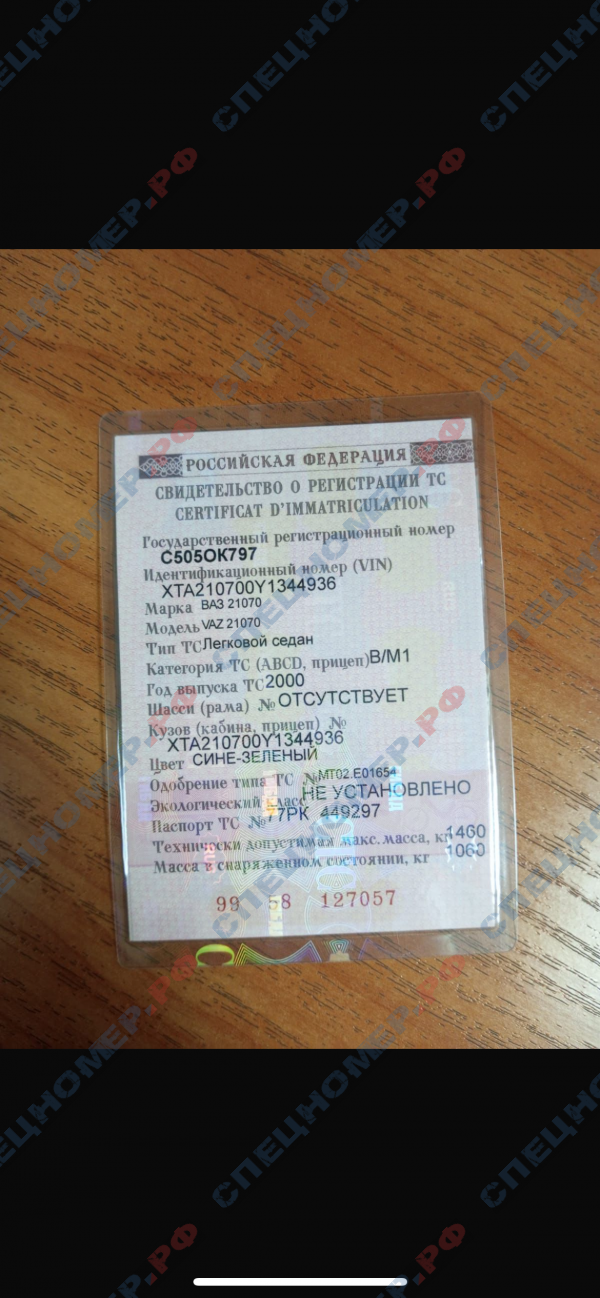 РОССИЙСКАЯ ФЕДЕРАЦИЯ
СВИДЕТЕЛЬСТВО О РЕГИСТРАЦИИ ТС
CERTIFICAT D'IMMATRICULATION
Государственный регистрационный номер
С505ОК797
Идентификационный номер (VIN)
XTA210700Y1344936
Марка ВАЗ 21070
Модель VAZ 21070
Тип ТС Легковой седан
Категория ТС (ABCD, прицеп) B/M1
Год выпуска ТС 2000
Шасси (рама) № ОТСУТСТВУЕТ
Кузов (кабина, прицеп) №
XTA210700Y1344936
Цвет СИНЕ-ЗЕЛЕНЫЙ
Одобрение типа ТС № МТ02.Е01654
Экологический класс НЕ УСТАНОВЛЕНО
Паспорт ТС № 77РК 449297
Технически допустимая макс. масса, кг 1460
Масса в снаряженном состоянии, кг 1060
99 58 127057
СПЕЦНОМЕР.РФ